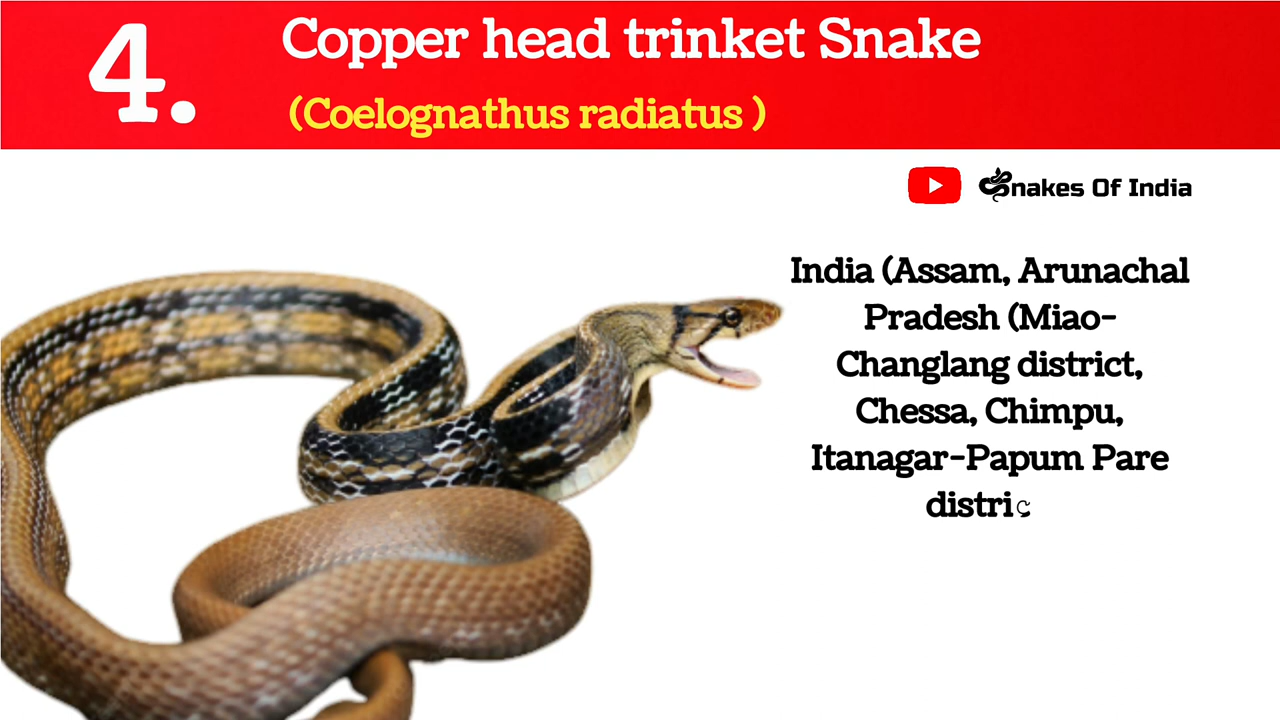 4.
Copper head trinket Snake
(Coelognathus radiatus )
Snakes Of India
India (Assam, Arunachal
Pradesh (Miao-
Changlang district,
Chessa, Chimpu,
Itanagar-Papum Pare
distric